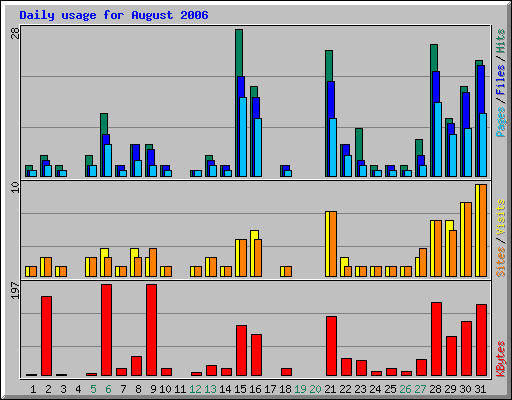 Daily usage for August 2006
28
Pages / Files / Hits
10
Sites / Visits
197
KBytes
1 2 3 4 5 6 7 8 9 10 11 12 13 14 15 16 17 18 19 20 21 22 23 24 25 26 27 28 29 30 31